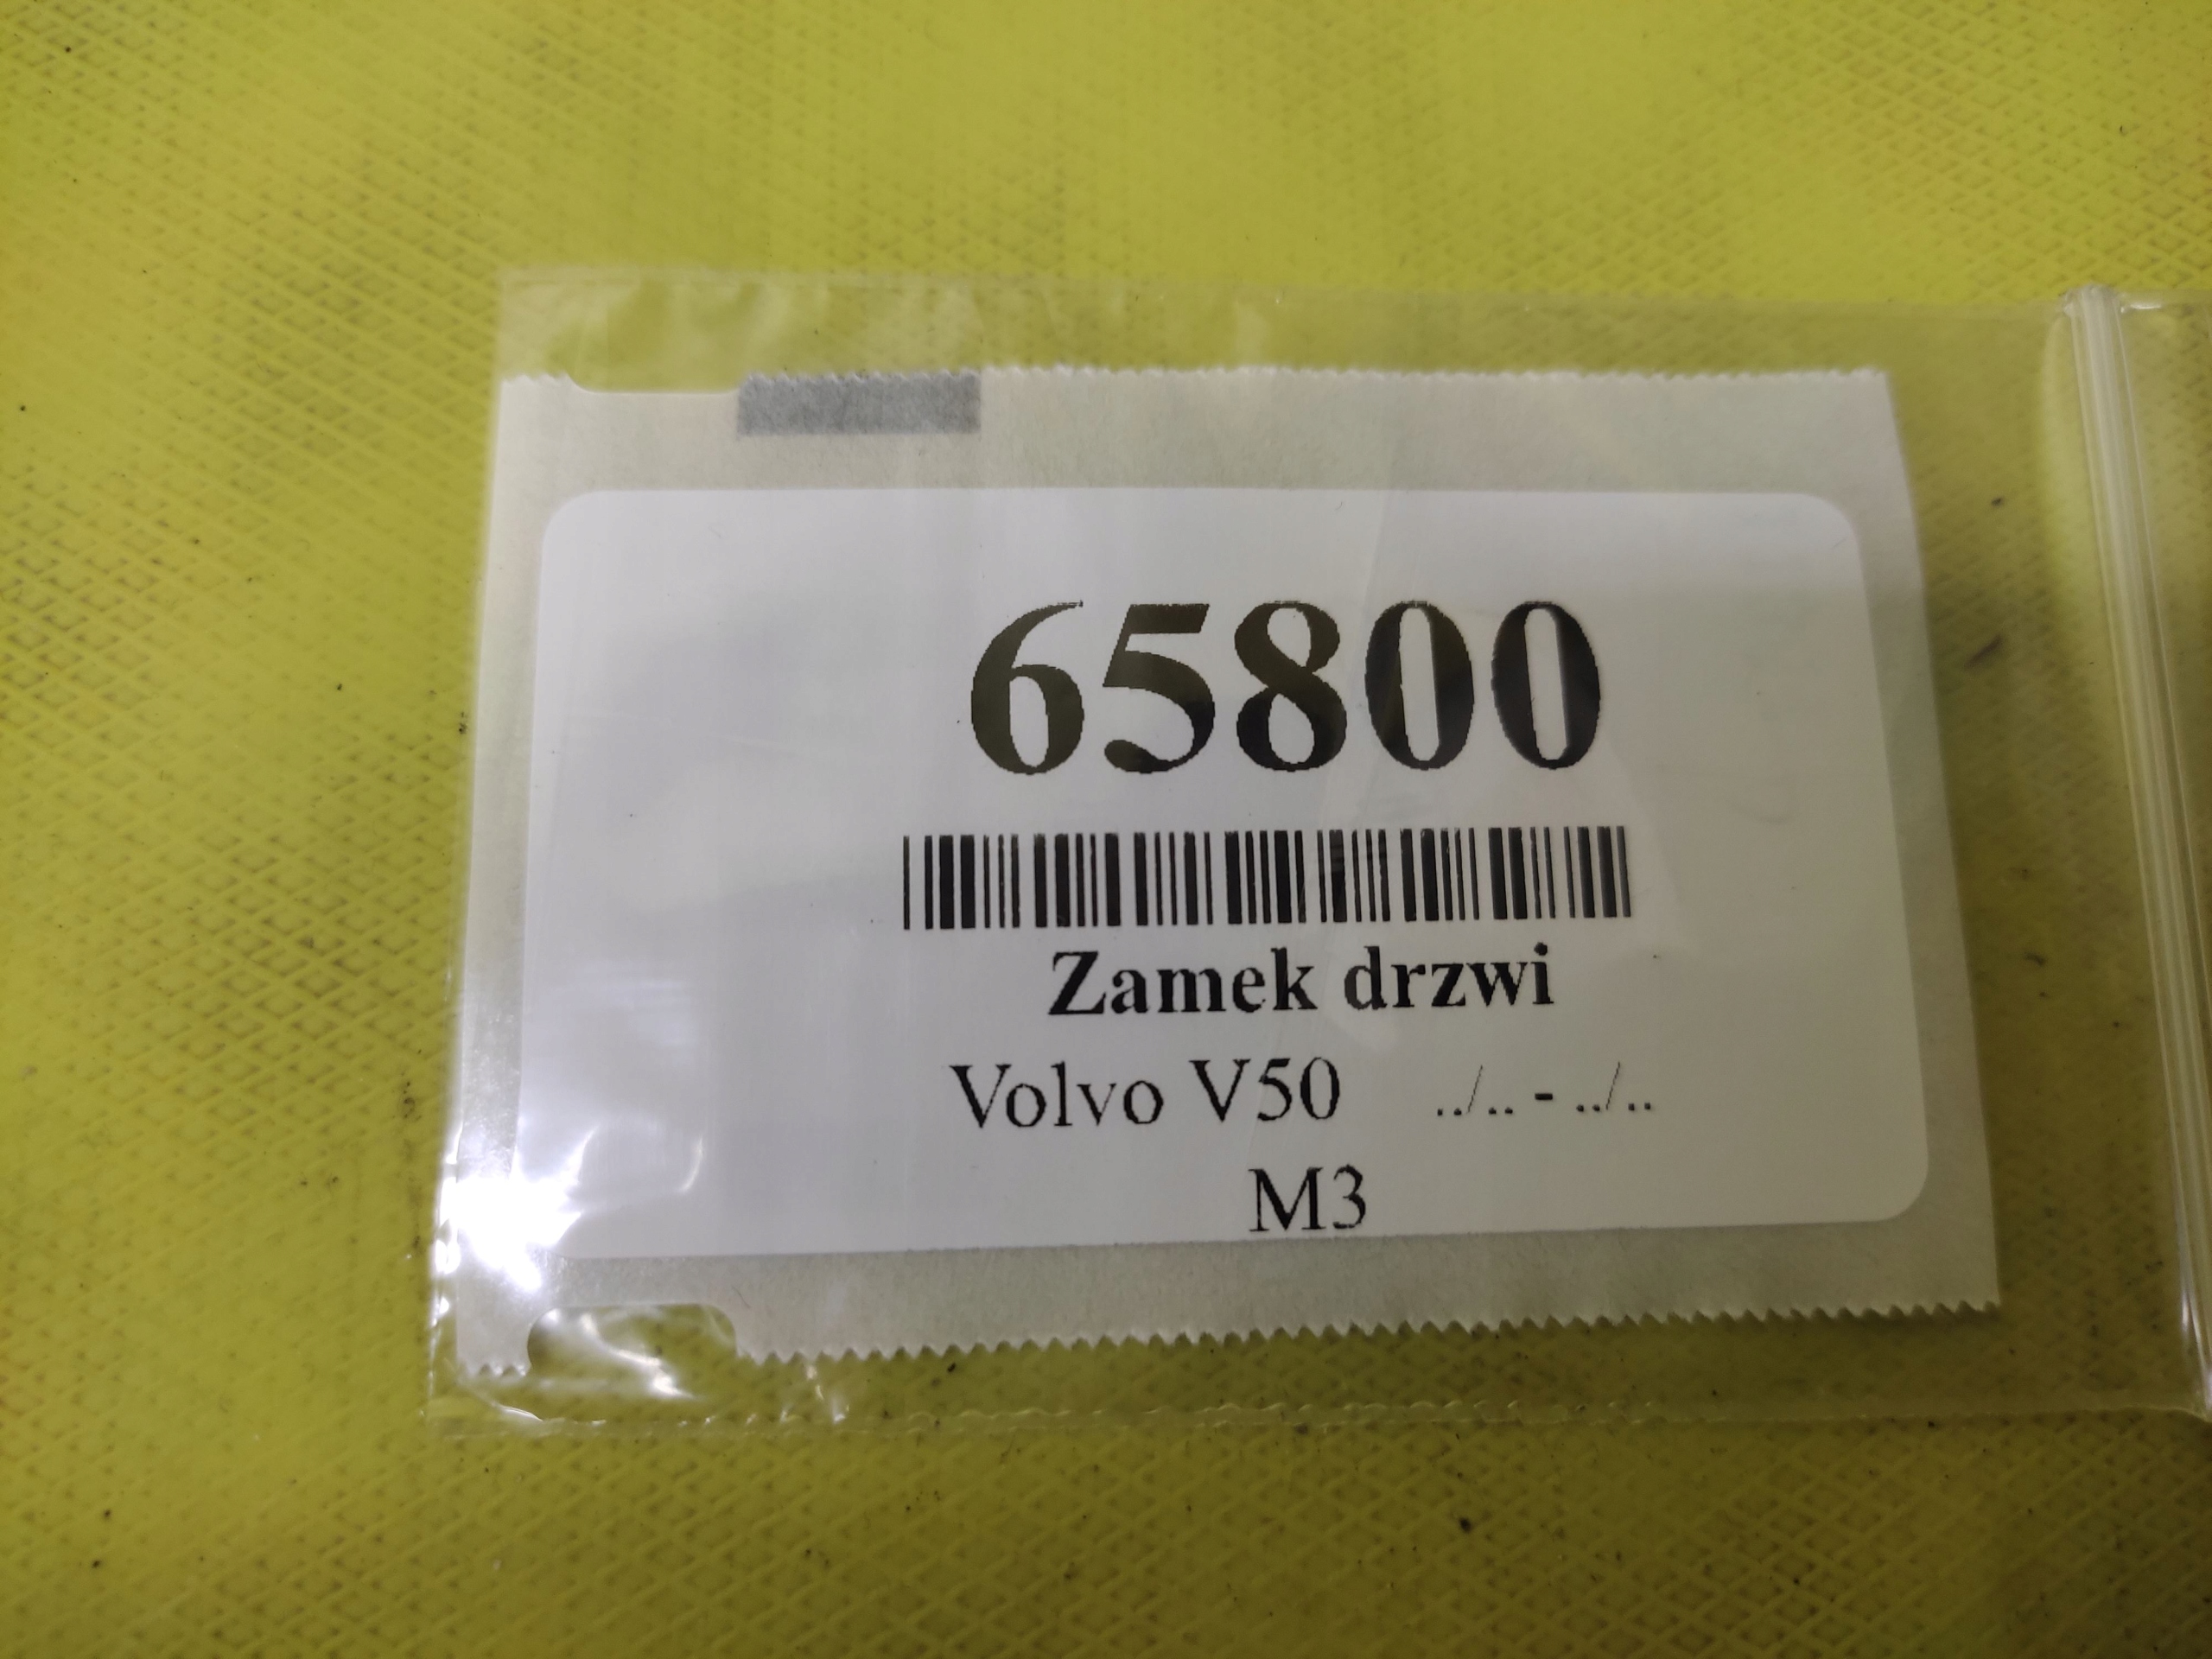 65800
Zamek drzwi
Volvo V50 ../.. - ../..
M3